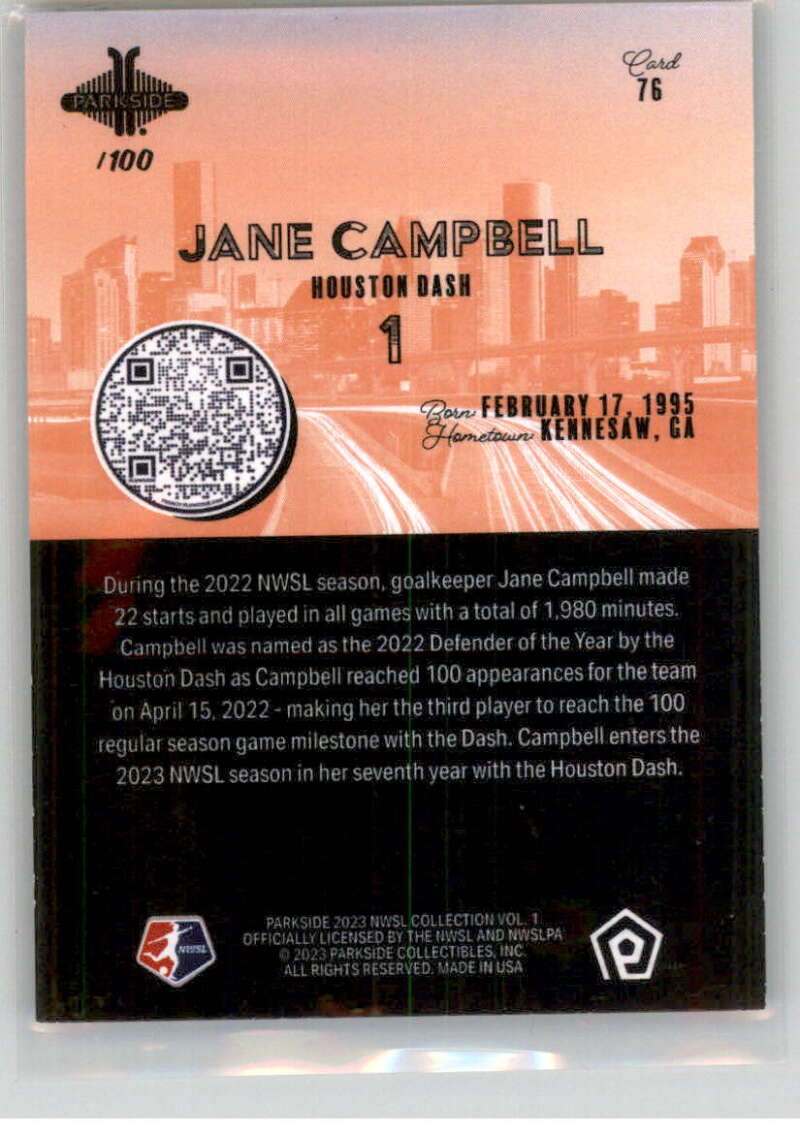 PARKSIDE
/100
Card
76
JANE CAMPBELL
HOUSTON DASH
1
Born: FEBRUARY 17, 1995
Hometown: KENNESAW, GA
During the 2022 NWSL season, goalkeeper Jane Campbell made
22 starts and played in all games with a total of 1,980 minutes.
Campbell was named as the 2022 Defender of the Year by the
Houston Dash as Campbell reached 100 appearances for the team
on April 15, 2022 - making her the third player to reach the 100
regular season game milestone with the Dash. Campbell enters the
2023 NWSL season in her seventh year with the Houston Dash.
NWSL
PARKSIDE 2023 NWSL COLLECTION VOL. 1
OFFICIALLY LICENSED BY THE NWSL AND NWSLPA
© 2023 PARKSIDE COLLECTIBLES, INC.
ALL RIGHTS RESERVED. MADE IN USA